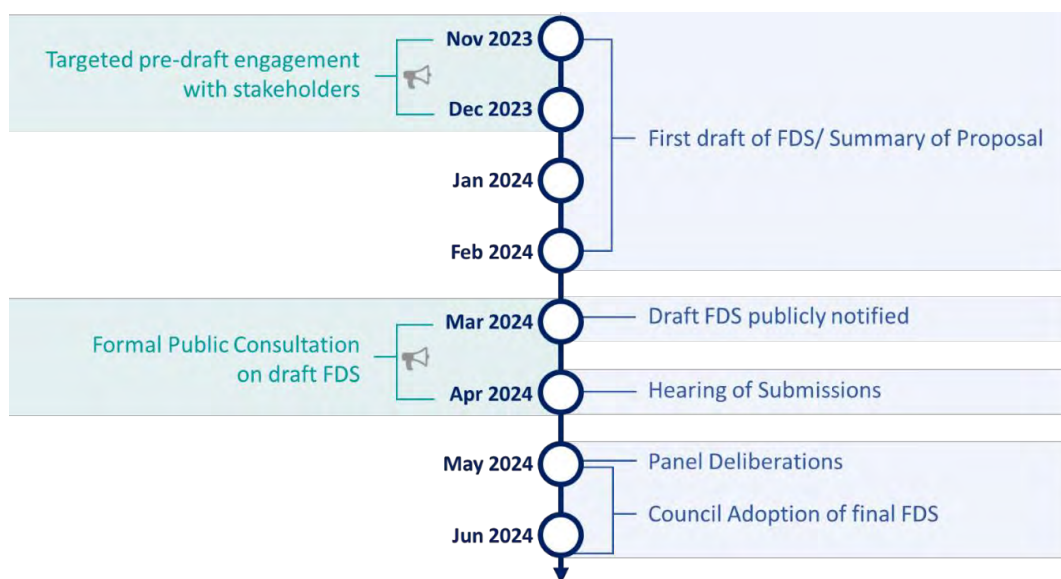 Targeted pre-draft engagement
with stakeholders
Nov 2023
Dec 2023
First draft of FDS/ Summary of Proposal
Jan 2024
Feb 2024
Formal Public Consultation
on draft FDS
Mar 2024
Draft FDS publicly notified
Apr 2024
Hearing of Submissions
May 2024
Panel Deliberations
Council Adoption of final FDS
Jun 2024